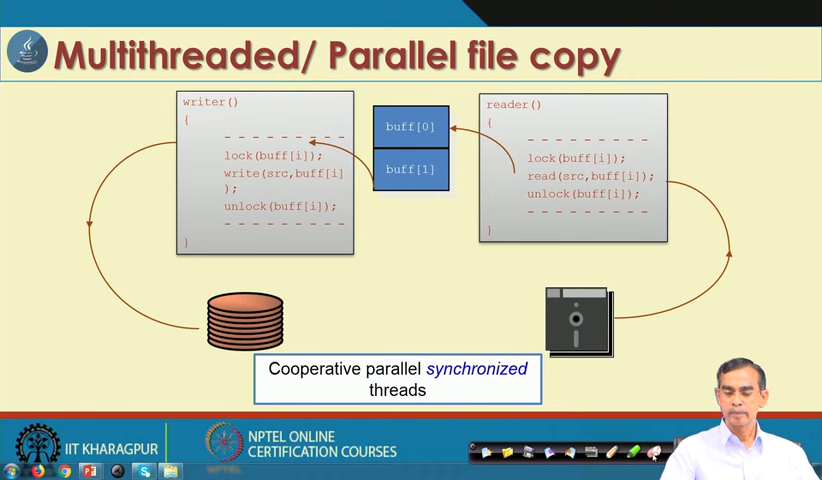 Multithreaded/ Parallel file copy
writer()
{
- - - - - - - - -
lock(buff[i]);
write(src,buff[i]
);
unlock(buff[i]);
- - - - - - - - -
}
buff[0]
buff[1]
reader()
{
- - - - - - - - -
lock(buff[i]);
read(src,buff[i]);
unlock(buff[i]);
- - - - - - - - -
}
Cooperative parallel synchronized
threads
IIT KHARAGPUR
NPTEL ONLINE
CERTIFICATION COURSES
NPTEL